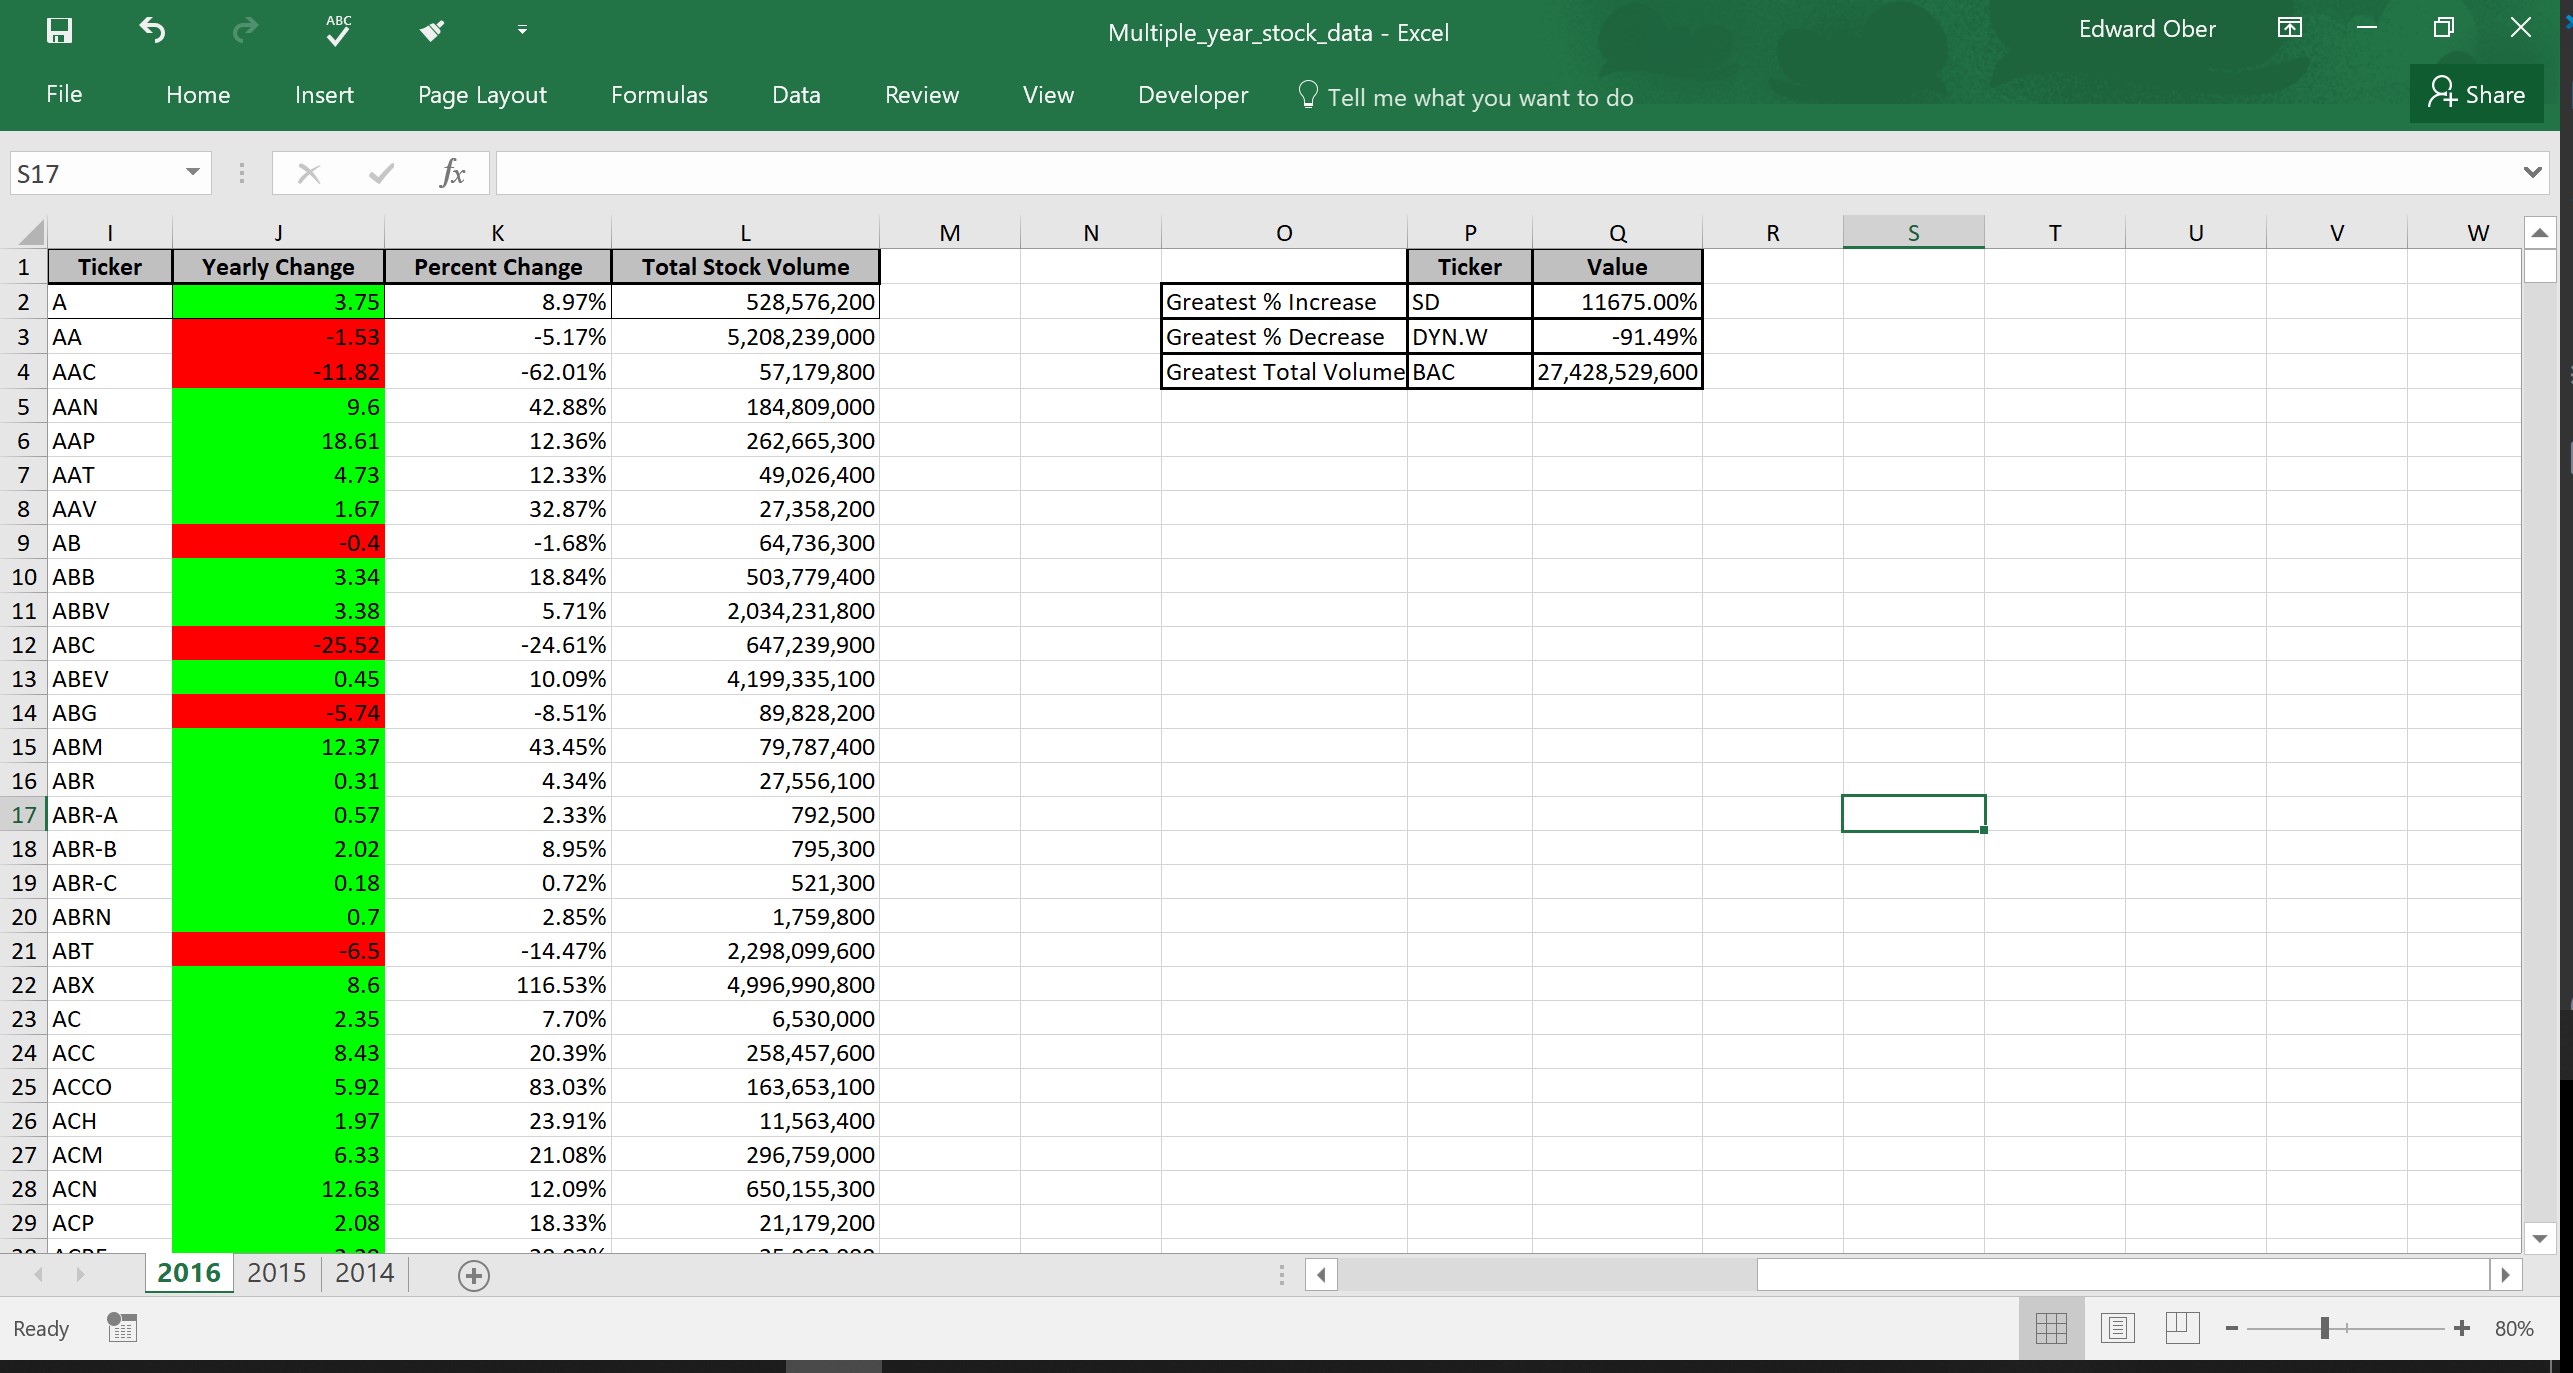 ABC
Multiple_year_stock_data - Excel
Edward Ober
File Home Insert Page Layout Formulas Data Review View Developer Tell me what you want to do Share
S17 fx
I J K L M N O P Q R S T U V W
1 Ticker Yearly Change Percent Change Total Stock Volume Ticker Value
2 A 3.75 8.97% 528,576,200 Greatest % Increase SD 11675.00%
3 AA -1.53 -5.17% 5,208,239,000 Greatest % Decrease DYN.W -91.49%
4 AAC -11.82 -62.01% 57,179,800 Greatest Total Volume BAC 27,428,529,600
5 AAN 9.6 42.88% 184,809,000
6 AAP 18.61 12.36% 262,665,300
7 AAT 4.73 12.33% 49,026,400
8 AAV 1.67 32.87% 27,358,200
9 AB -0.4 -1.68% 64,736,300
10 ABB 3.34 18.84% 503,779,400
11 ABBV 3.38 5.71% 2,034,231,800
12 ABC -25.52 -24.61% 647,239,900
13 ABEV 0.45 10.09% 4,199,335,100
14 ABG -5.74 -8.51% 89,828,200
15 ABM 12.37 43.45% 79,787,400
16 ABR 0.31 4.34% 27,556,100
17 ABR-A 0.57 2.33% 792,500
18 ABR-B 2.02 8.95% 795,300
19 ABR-C 0.18 0.72% 521,300
20 ABRN 0.7 2.85% 1,759,800
21 ABT -6.5 -14.47% 2,298,099,600
22 ABX 8.6 116.53% 4,996,990,800
23 AC 2.35 7.70% 6,530,000
24 ACC 8.43 20.39% 258,457,600
25 ACCO 5.92 83.03% 163,653,100
26 ACH 1.97 23.91% 11,563,400
27 ACM 6.33 21.08% 296,759,000
28 ACN 12.63 12.09% 650,155,300
29 ACP 2.08 18.33% 21,179,200
2016 2015 2014
Ready 80%